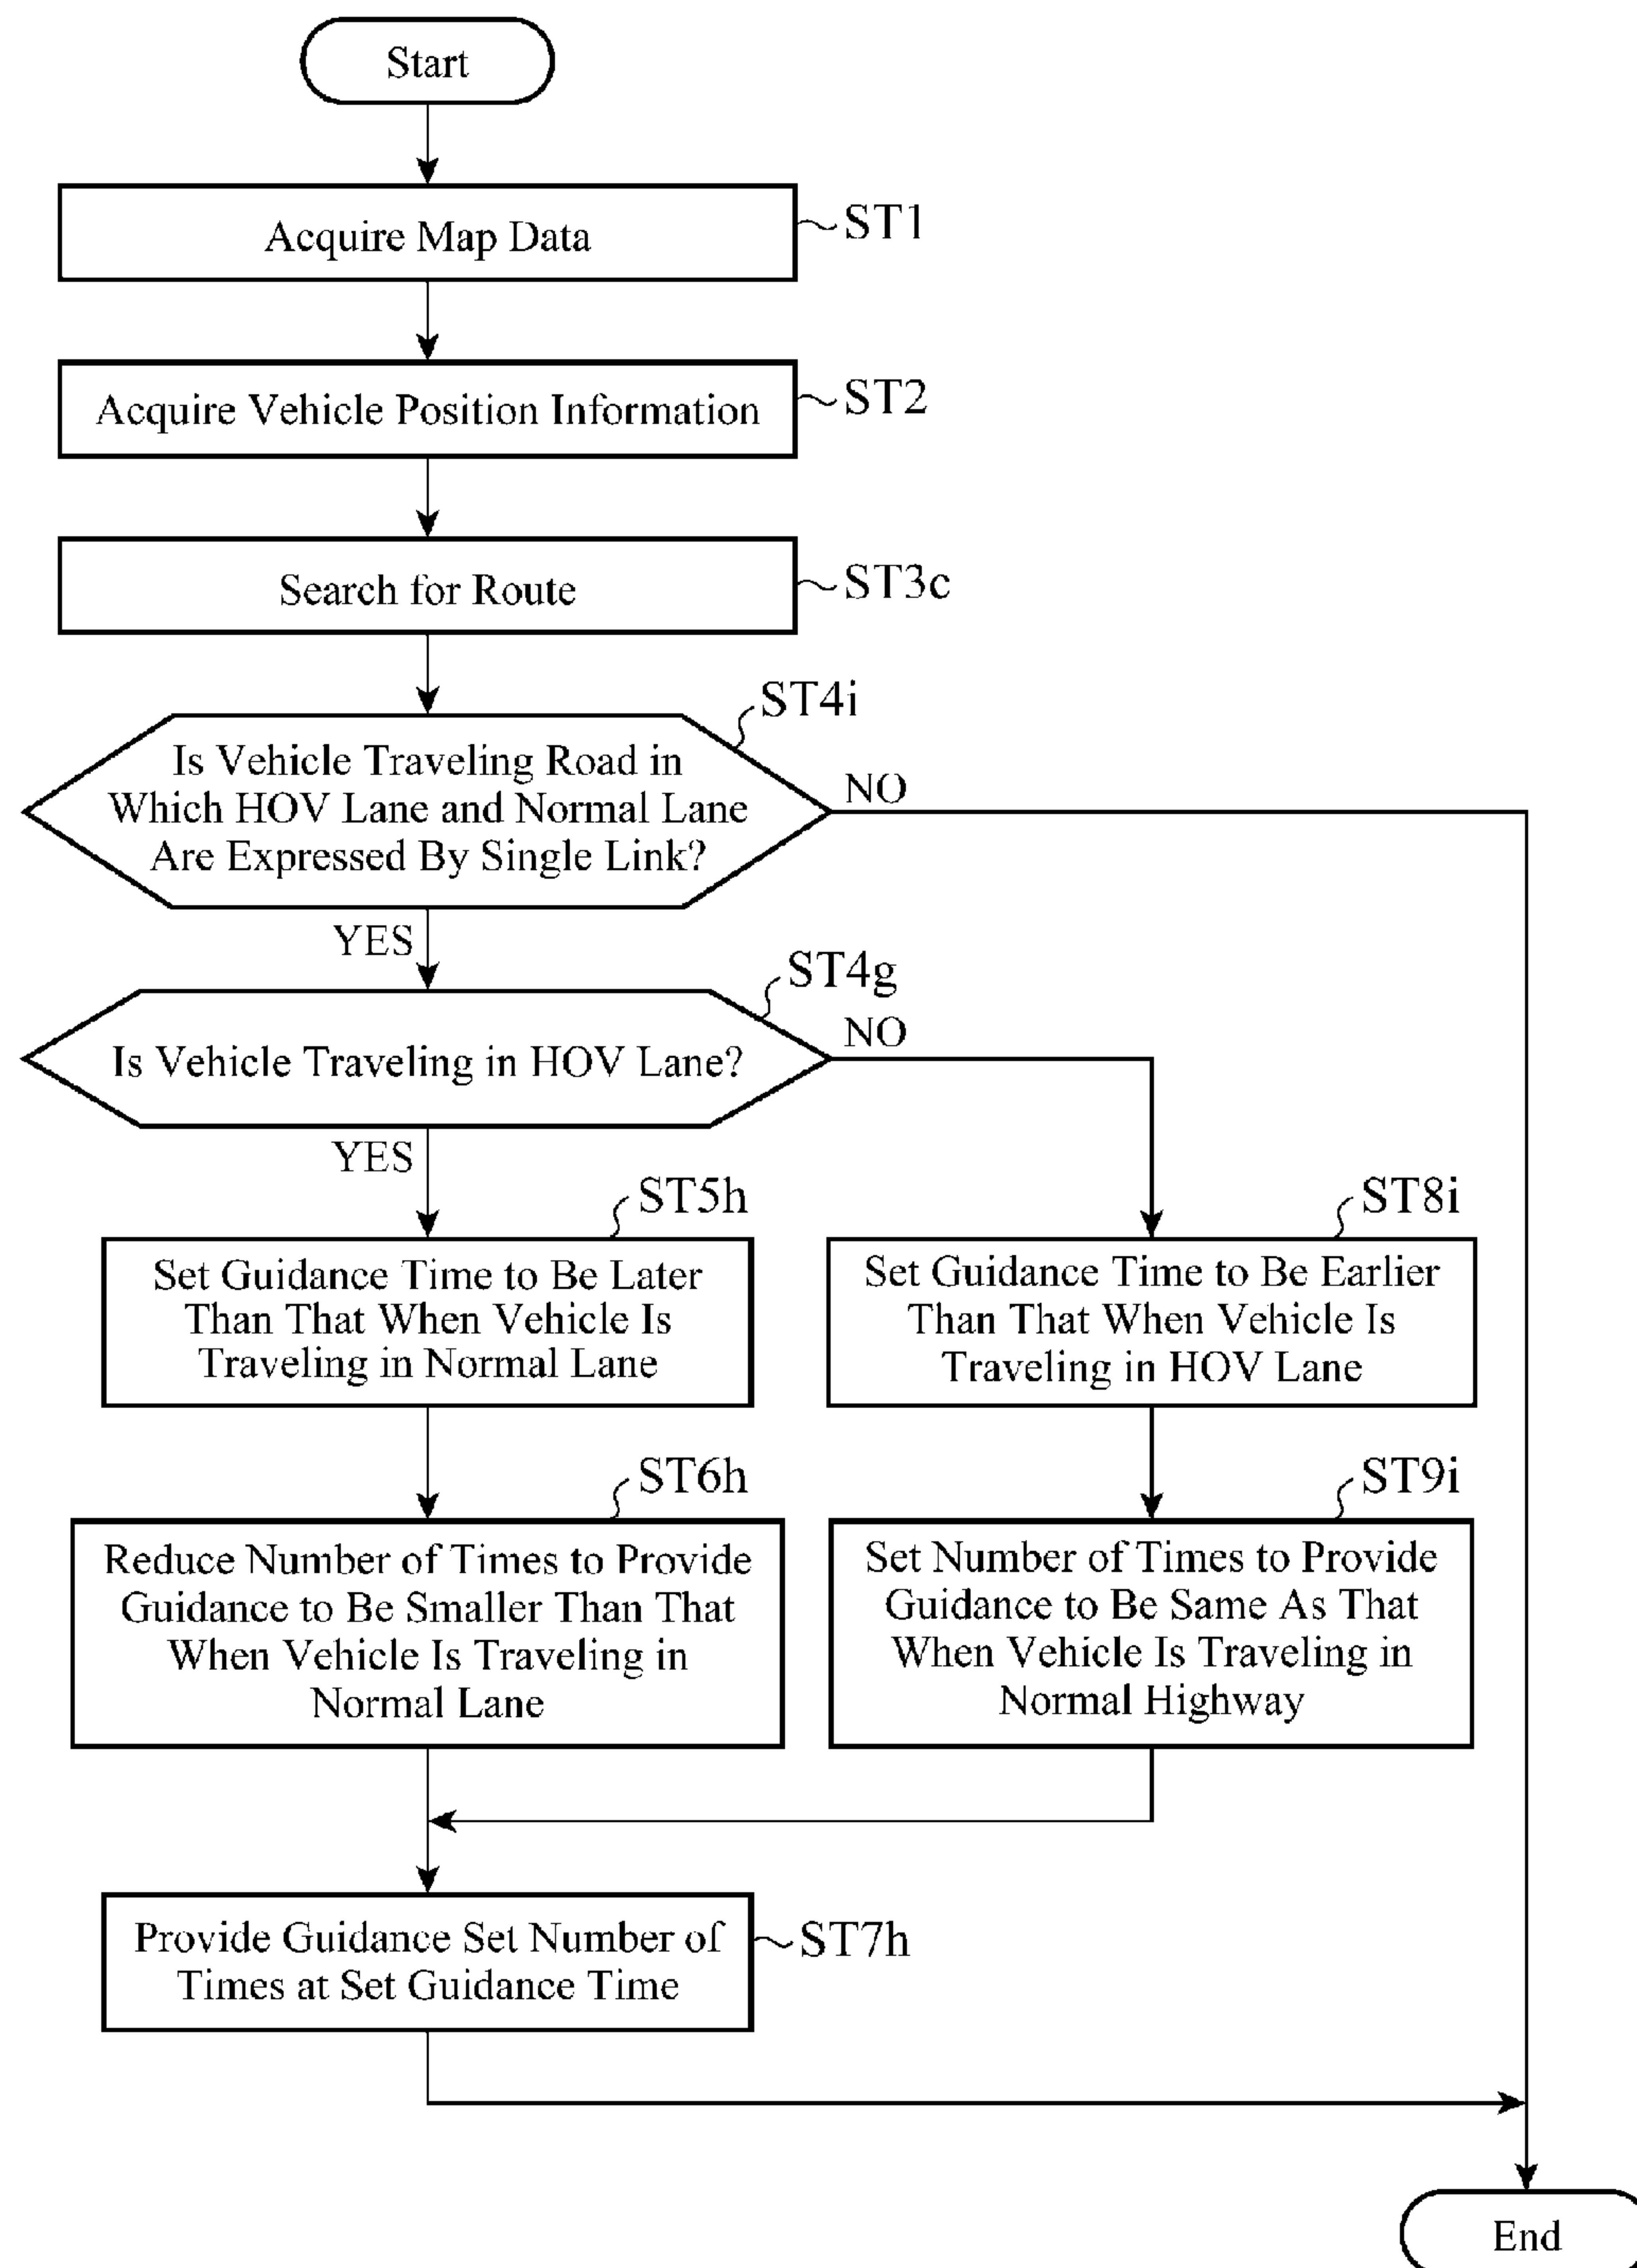 Start
Acquire Map Data
ST1
Acquire Vehicle Position Information
ST2
Search for Route
ST3c
ST4i
Is Vehicle Traveling Road in
Which HOV Lane and Normal Lane
Are Expressed By Single Link?
NO
YES
ST4g
Is Vehicle Traveling in HOV Lane?
NO
YES
ST5h
Set Guidance Time to Be Later
Than That When Vehicle Is
Traveling in Normal Lane
ST8i
Set Guidance Time to Be Earlier
Than That When Vehicle Is
Traveling in HOV Lane
ST6h
Reduce Number of Times to Provide
Guidance to Be Smaller Than That
When Vehicle Is Traveling in
Normal Lane
ST9i
Set Number of Times to Provide
Guidance to Be Same As That
When Vehicle Is Traveling in
Normal Highway
Provide Guidance Set Number of
Times at Set Guidance Time
ST7h
End